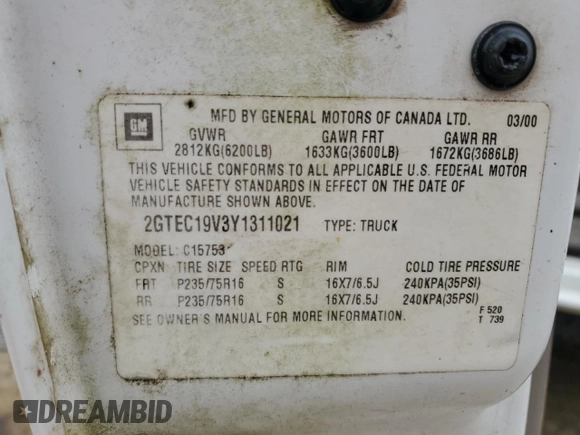 GM
MFD BY GENERAL MOTORS OF CANADA LTD. 03/00
GVWR GAWR FRT GAWR RR
2812KG(6200LB) 1633KG(3600LB) 1672KG(3686LB)
THIS VEHICLE CONFORMS TO ALL APPLICABLE U.S. FEDERAL MOTOR
VEHICLE SAFETY STANDARDS IN EFFECT ON THE DATE OF
MANUFACTURE SHOWN ABOVE.
2GTEC19V3Y1311021 TYPE: TRUCK
MODEL: C15753
CPXN TIRE SIZE SPEED RTG RIM COLD TIRE PRESSURE
FRT P235/75R16 S 16X7/6.5J 240KPA(35PSI)
RR P235/75R16 S 16X7/6.5J 240KPA(35PSI)
SEE OWNER'S MANUAL FOR MORE INFORMATION.
F 520
T 739
DREAMBID